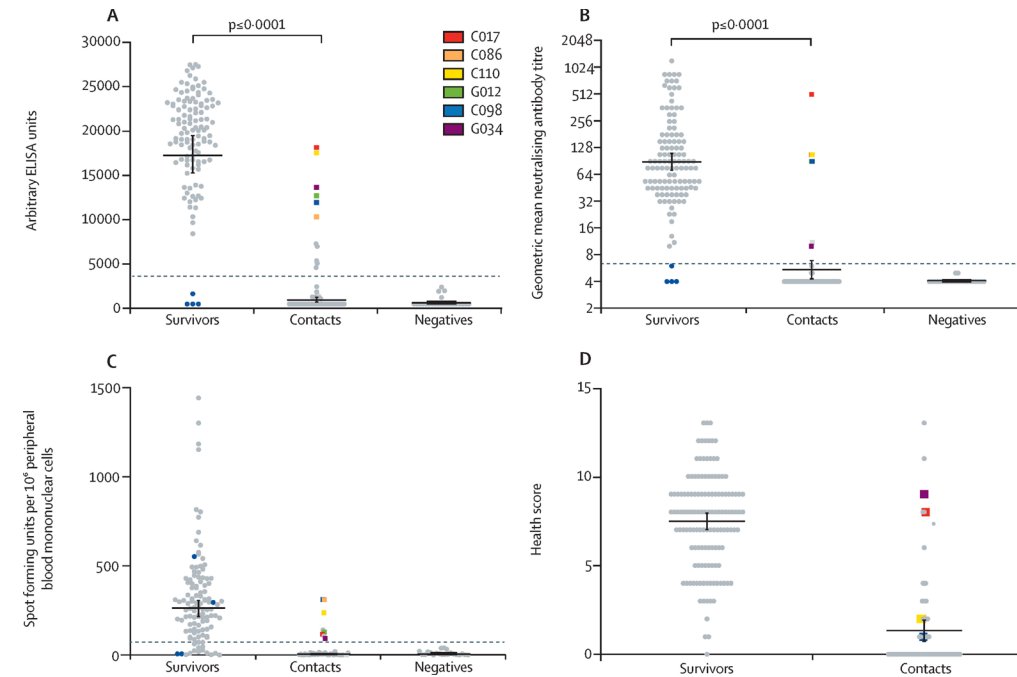 A
p≤0·0001
30000
25000
20000
15000
10000
5000
0
Arbitrary ELISA units
Survivors
Contacts
Negatives
C017
C086
C110
G012
C098
G034
B
p≤0·0001
2048
1024
512
256
128
64
32
16
8
4
2
Geometric mean neutralising antibody titre
Survivors
Contacts
Negatives
C
1500
1000
500
0
Spot forming units per 10⁶ peripheral
blood mononuclear cells
Survivors
Contacts
Negatives
D
15
10
5
0
Health score
Survivors
Contacts